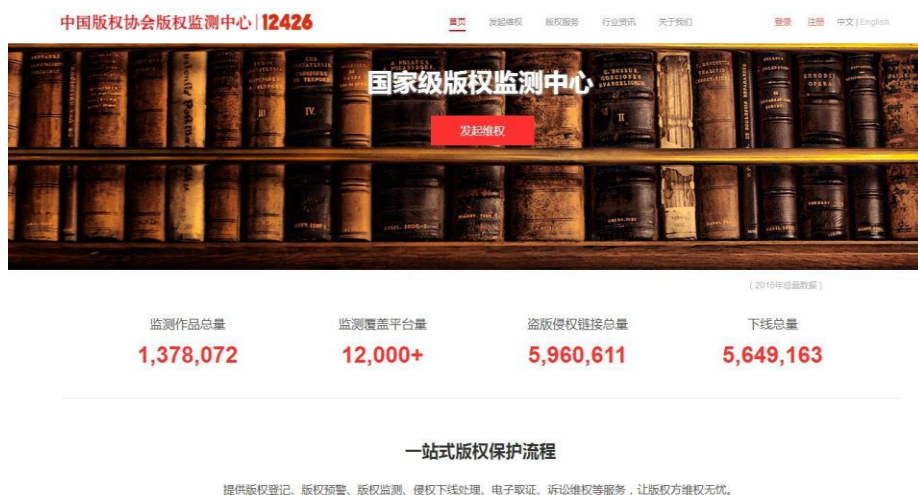 中国版权协会版权监测中心|12426 首页 发起维权 版权服务 行业资讯 关于我们 登录 注册 中文|English
国家级版权监测中心
发起维权
(2018年总量数据)
监测作品总量 监测覆盖平台量 盗版侵权链接总量 下线总量
1,378,072 12,000+ 5,960,611 5,649,163
一站式版权保护流程
提供版权登记、版权预警、版权监测、侵权下线处理、电子取证、诉讼维权等服务,让版权方维权无忧。